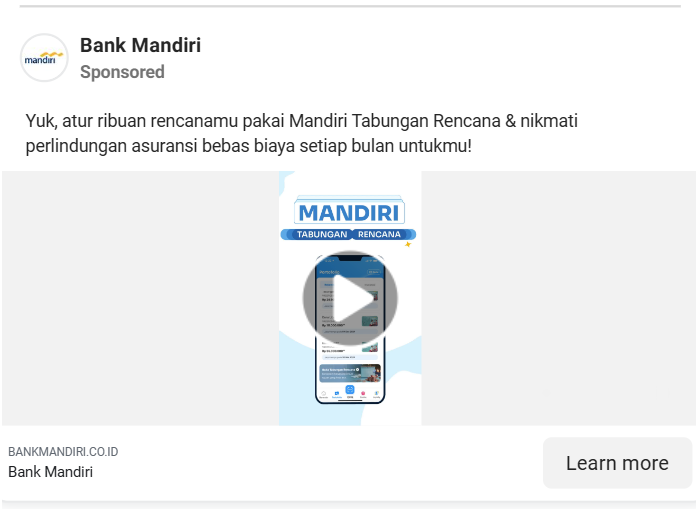 mandiri
Bank Mandiri
Sponsored
Yuk, atur ribuan rencanamu pakai Mandiri Tabungan Rencana & nikmati
perlindungan asuransi bebas biaya setiap bulan untukmu!
MANDIRI
TABUNGAN RENCANA
BANKMANDIRI.CO.ID
Bank Mandiri
Learn more